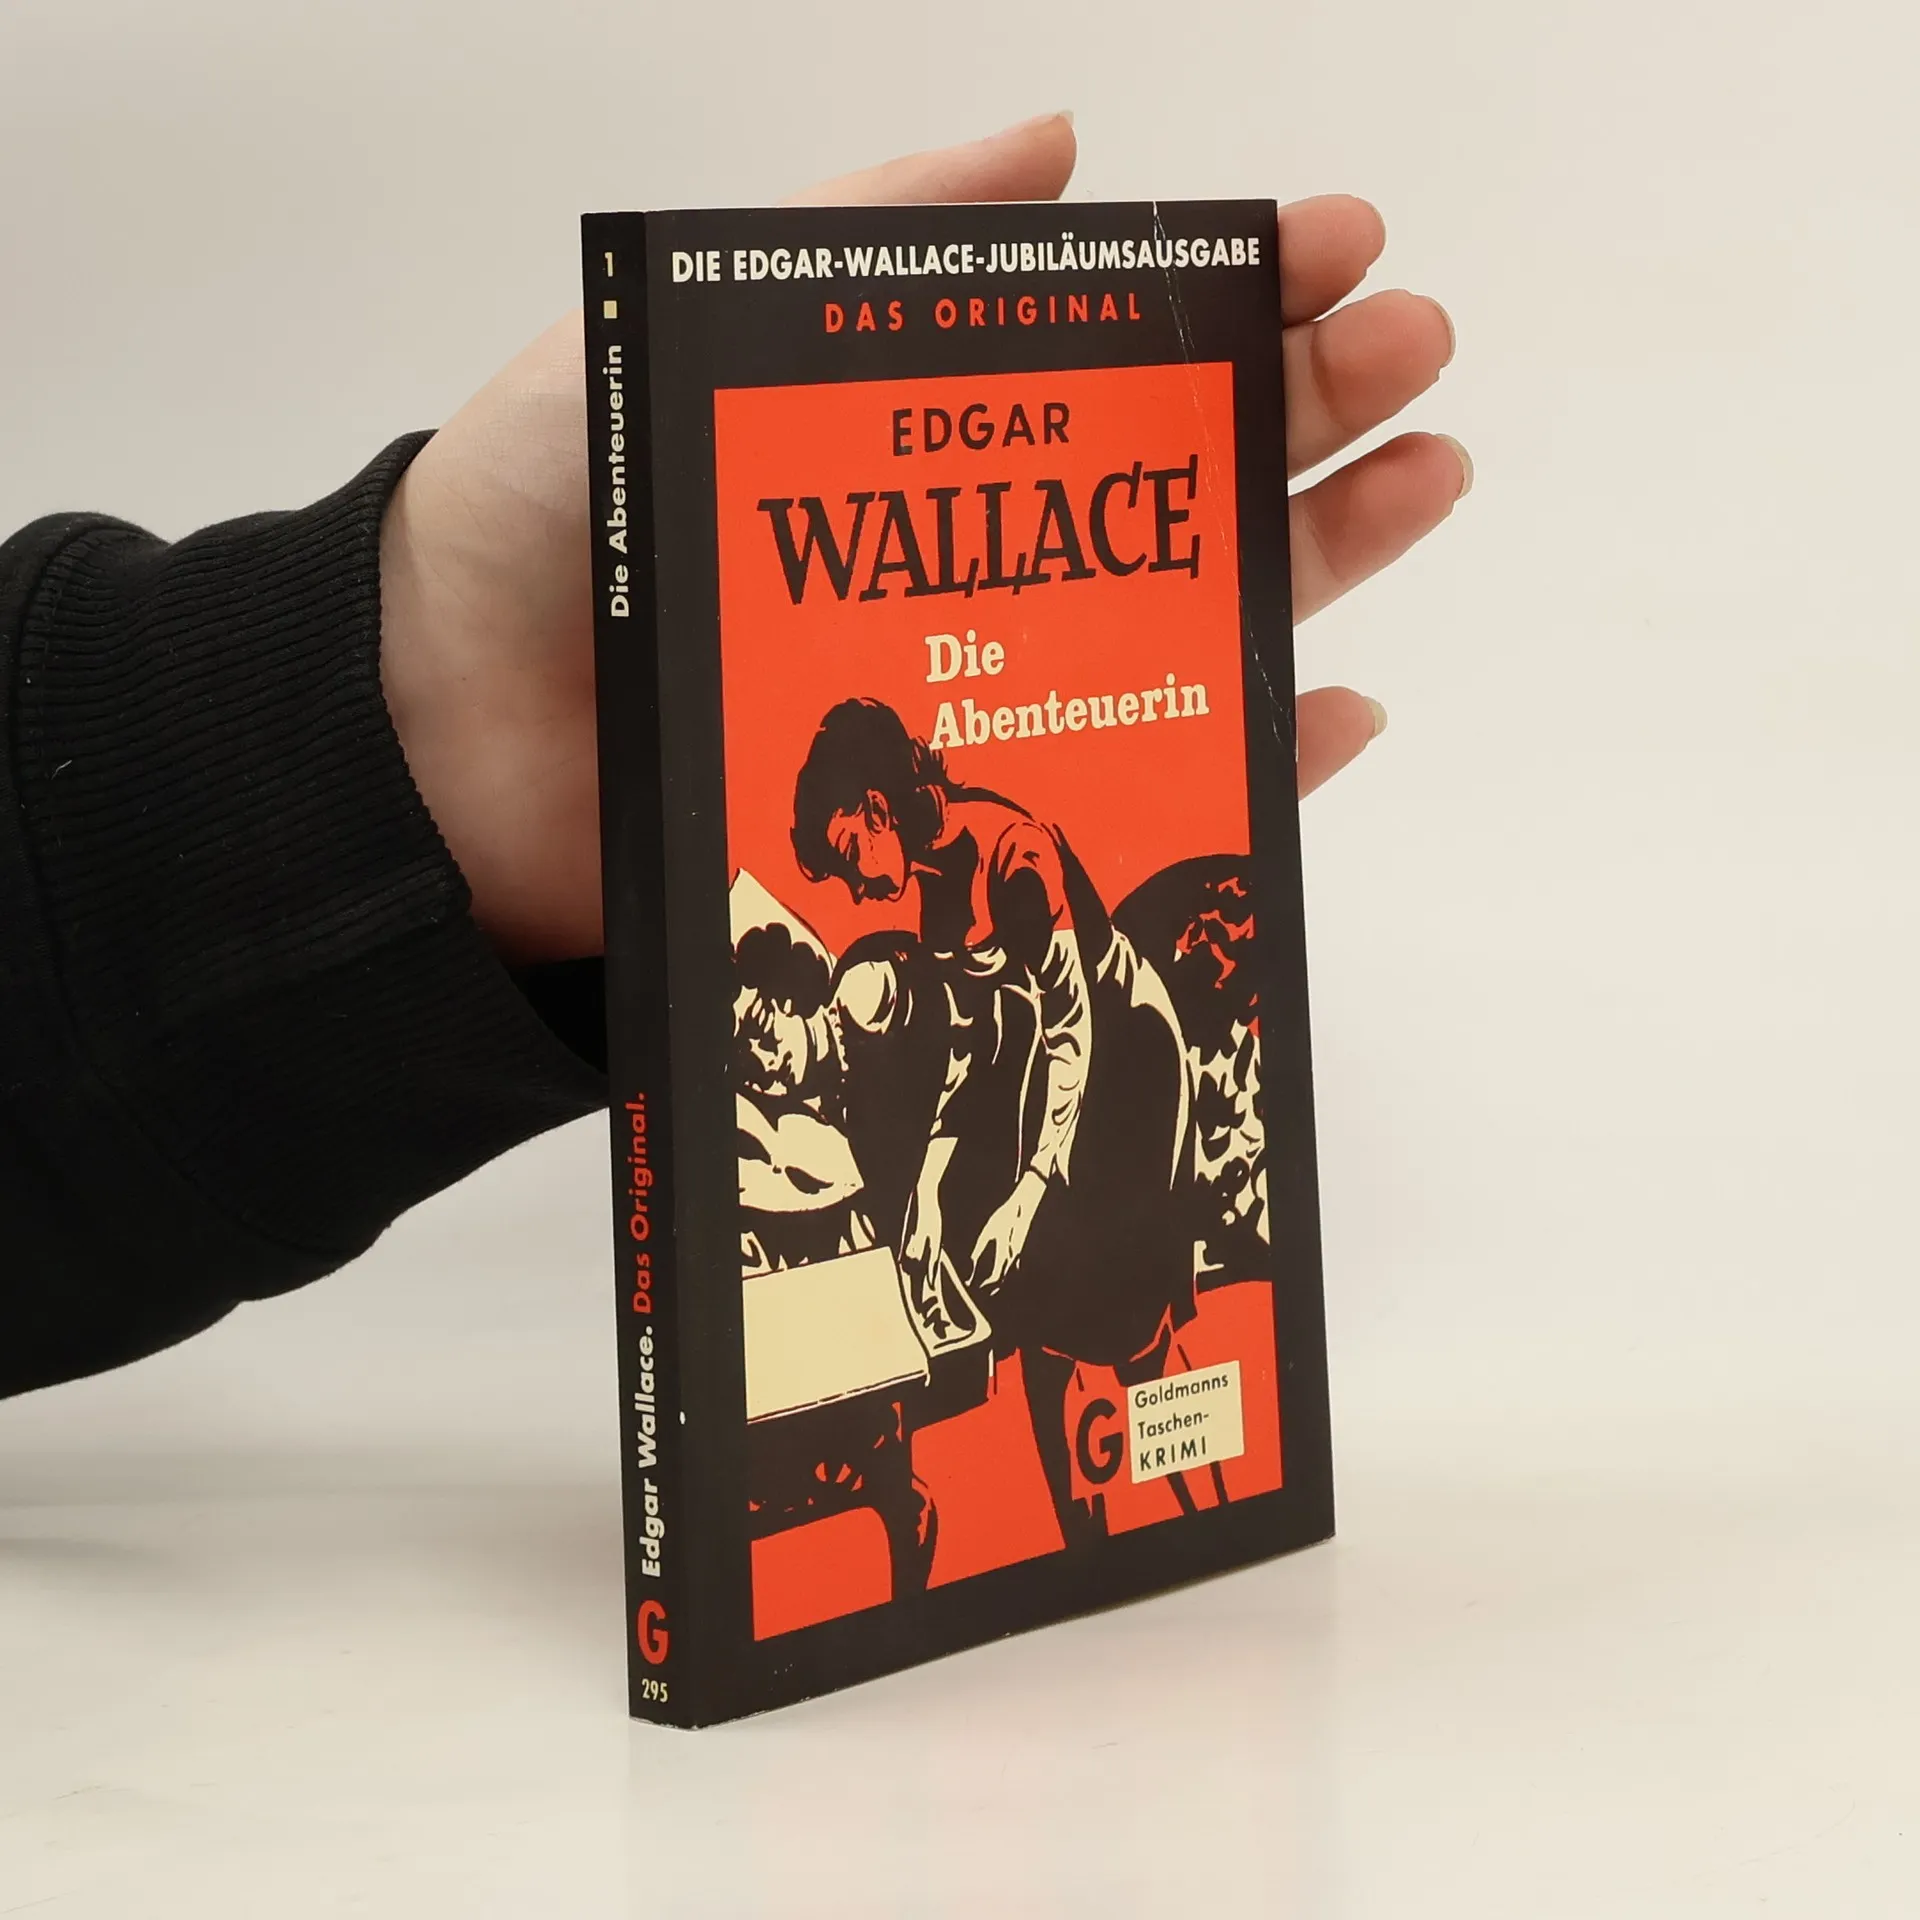 DIE EDGAR-WALLACE-JUBILÄUMSAUSGABE
DAS ORIGINAL
EDGAR
WALLACE
Die
Abenteuerin
G
Goldmanns
Taschen-
KRIMI
1 ▪ Die Abenteuerin
Edgar Wallace. Das Original.
G
295